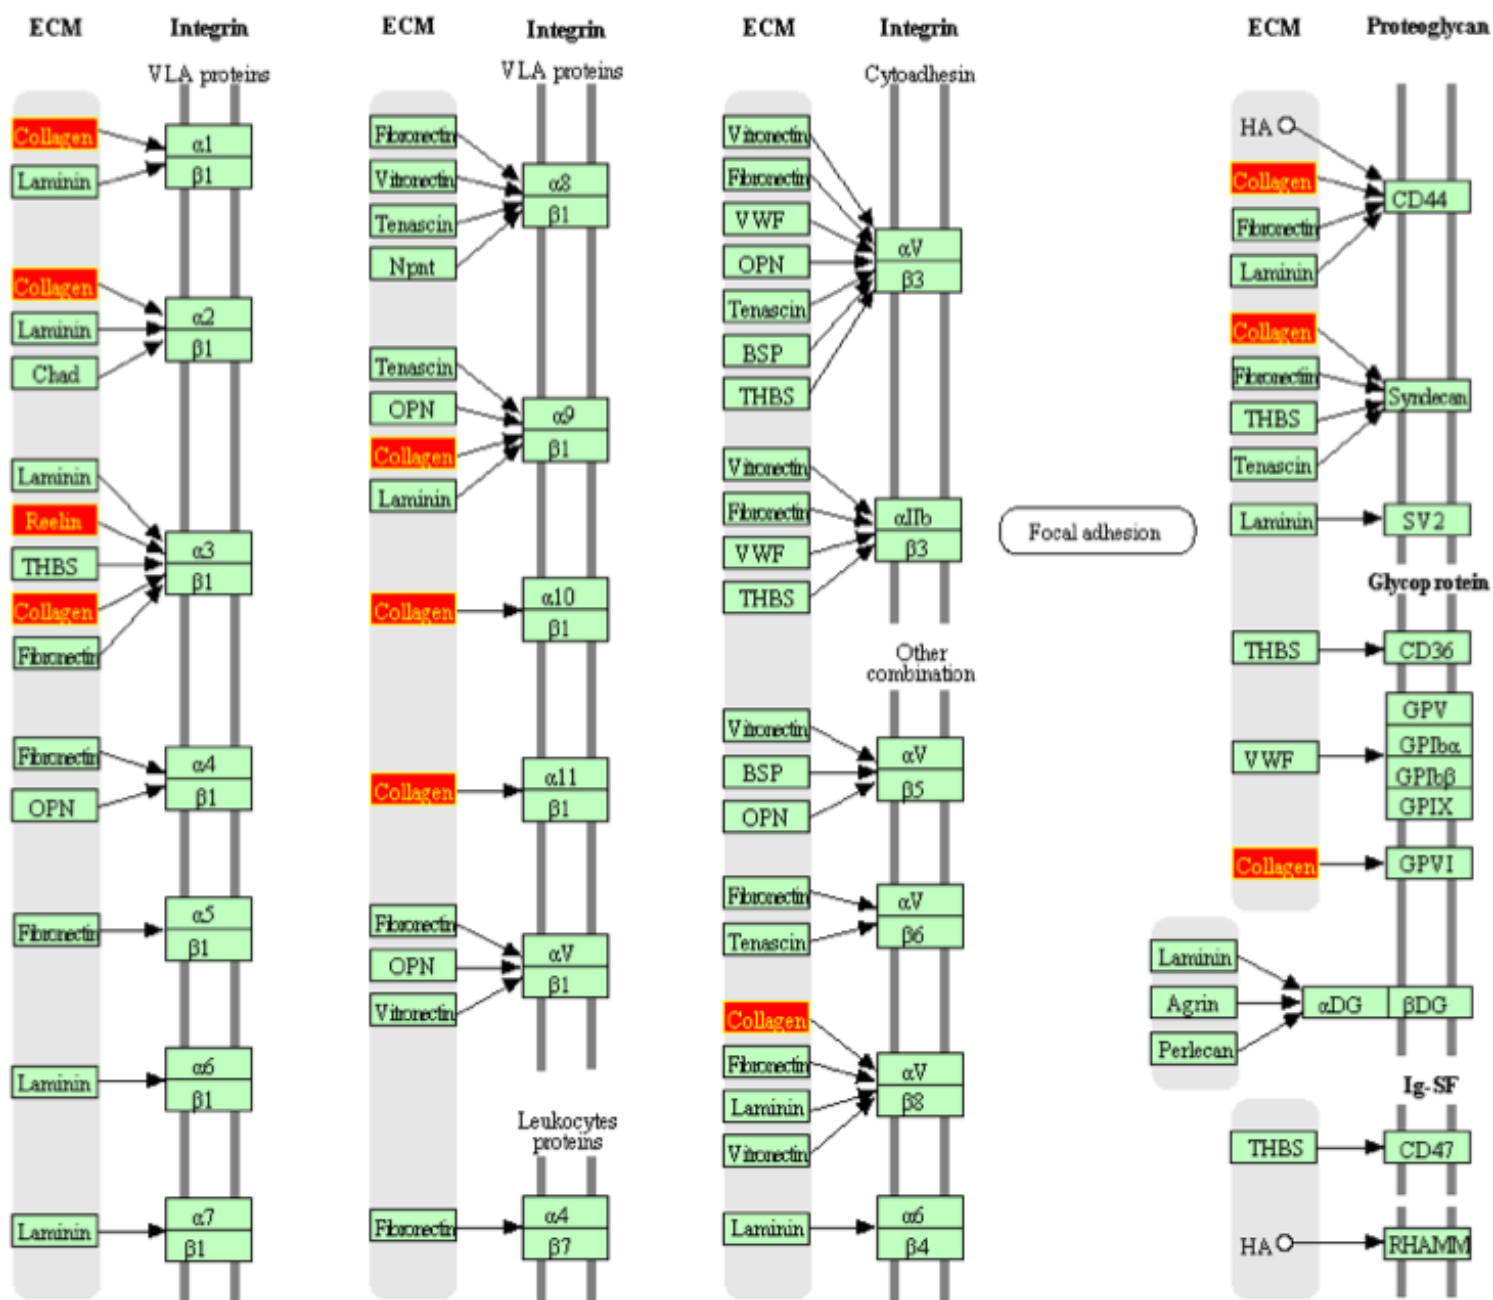 ECM Integrin
VLA proteins
Collagen
Laminin
α1
β1
Collagen
Laminin
Chad
α2
β1
Laminin
Reelin
THBS
Collagen
Fibronectin
α3
β1
Fibronectin
OPN
α4
β1
Fibronectin
α5
β1
Laminin
α6
β1
Laminin
α7
β1
ECM Integrin
VLA proteins
Fibronectin
Vitronectin
Tenascin
Npnt
α8
β1
Tenascin
OPN
Collagen
Laminin
α9
β1
Collagen
α10
β1
Collagen
α11
β1
Fibronectin
OPN
Vitronectin
αV
β1
Leukocytes
proteins
Fibronectin
α4
β7
ECM Integrin
Cytoadhesin
Vitronectin
Fibronectin
VWF
OPN
Tenascin
BSP
THBS
αV
β3
Vitronectin
Fibronectin
VWF
THBS
αIIb
β3
Other
combination
Vitronectin
BSP
OPN
αV
β5
Fibronectin
Tenascin
αV
β6
Collagen
Fibronectin
Laminin
Vitronectin
αV
β8
Laminin
α6
β4
Focal adhesion
ECM Proteoglycan
HA
Collagen
Fibronectin
Laminin
CD44
Collagen
Fibronectin
THBS
Tenascin
Syndecan
Laminin
SV2
Glycoprotein
THBS
CD36
VWF
GPV
GPIbα
GPIbβ
GPIX
Collagen
GPVI
Laminin
Agrin
Perlecan
αDG
βDG
Ig-SF
THBS
CD47
HA
RHAMM